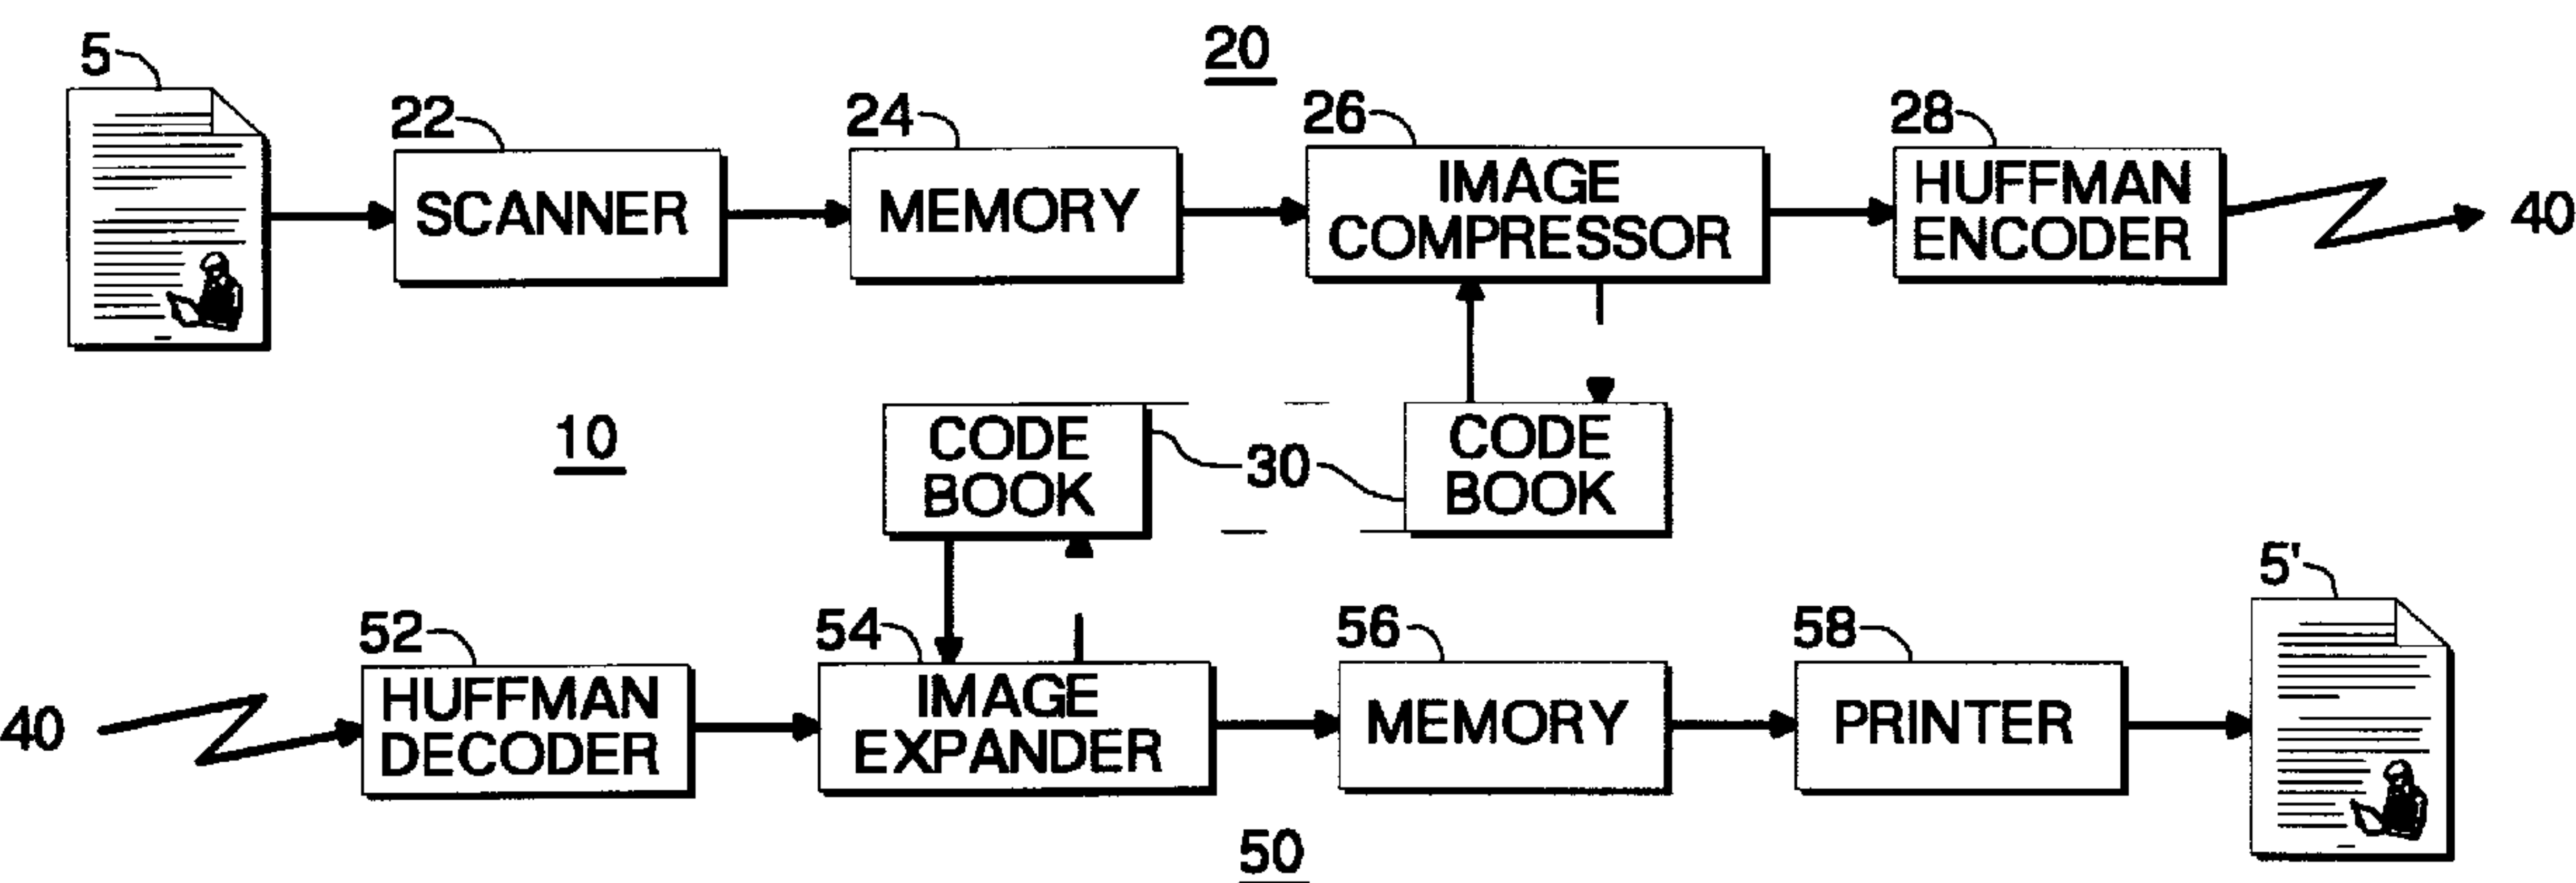 20
5
22
24
26
28
SCANNER
MEMORY
IMAGE
COMPRESSOR
HUFFMAN
ENCODER
40
10
CODE
BOOK
30
CODE
BOOK
5'
52
54
56
58
40
HUFFMAN
DECODER
IMAGE
EXPANDER
MEMORY
PRINTER
50